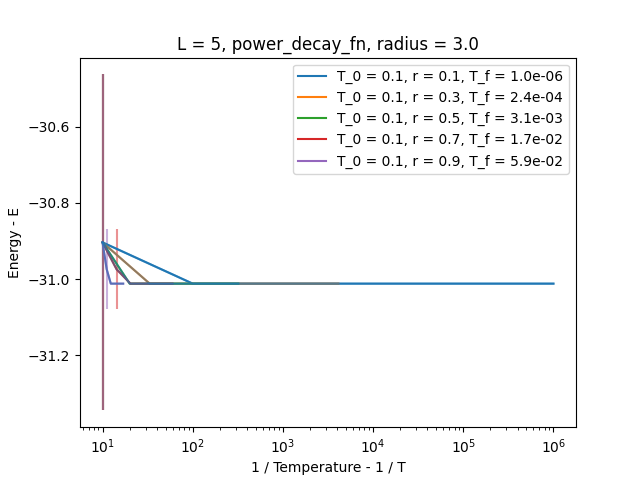 L = 5, power_decay_fn, radius = 3.0
T_0 = 0.1, r = 0.1, T_f = 1.0e-06
T_0 = 0.1, r = 0.3, T_f = 2.4e-04
T_0 = 0.1, r = 0.5, T_f = 3.1e-03
T_0 = 0.1, r = 0.7, T_f = 1.7e-02
T_0 = 0.1, r = 0.9, T_f = 5.9e-02
Energy - E
−30.6
−30.8
−31.0
−31.2
10¹ 10² 10³ 10⁴ 10⁵ 10⁶
1 / Temperature - 1 / T